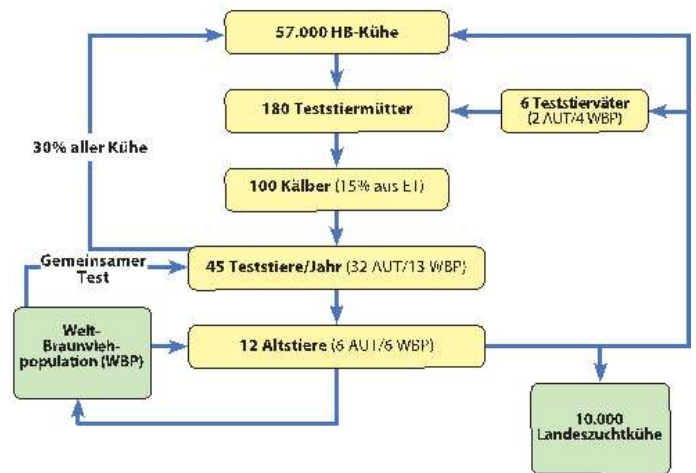 57.000 HB-Kühe
180 Teststiermütter
6 Teststierväter
(2 AUT/4 WBP)
30% aller Kühe
100 Kälber (15% aus ET)
Gemeinsamer
Test
45 Teststiere/Jahr (32 AUT/13 WBP)
Welt-
Braunvieh-
population (WBP)
12 Altstiere (6 AUT/6 WBP)
10.000
Landeszuchtkühe